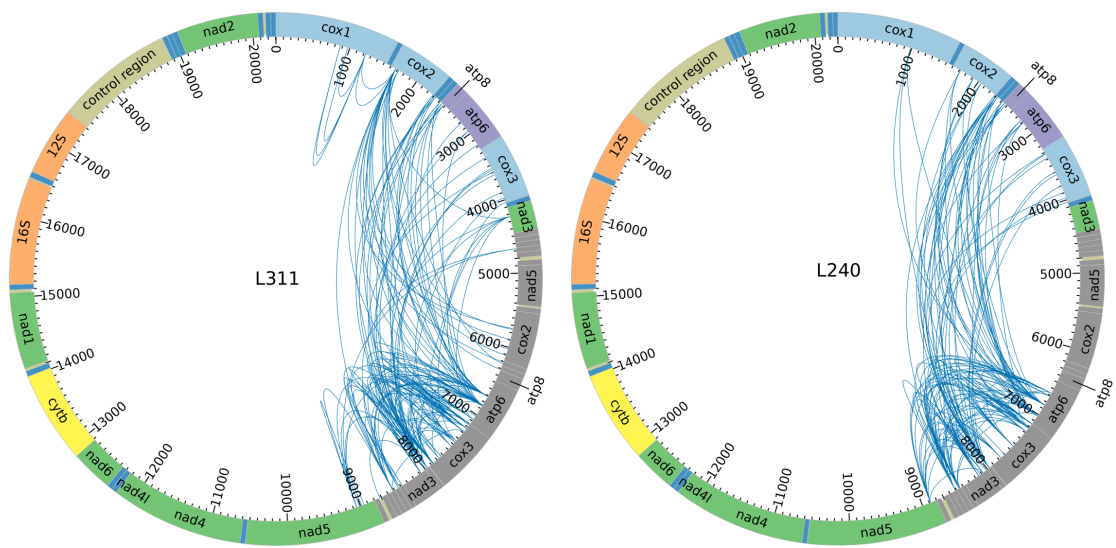 0
1000
2000
3000
4000
5000
6000
7000
8000
9000
100000
11000
12000
13000
14000
15000
16000
17000
18000
19000
20000
cox1
cox2
atp8
atp6
cox3
nad3
nad5
cox2
atp8
atp6
cox3
nad3
nad5
nad4
nad4l
nad6
cytb
nad1
16S
12S
control region
nad2
L311
0
1000
2000
3000
4000
5000
6000
7000
8000
9000
100000
11000
12000
13000
14000
15000
16000
17000
18000
19000
20000
cox1
cox2
atp8
atp6
cox3
nad3
nad5
cox2
atp8
atp6
cox3
nad3
nad5
nad4
nad4l
nad6
cytb
nad1
16S
12S
control region
nad2
L240